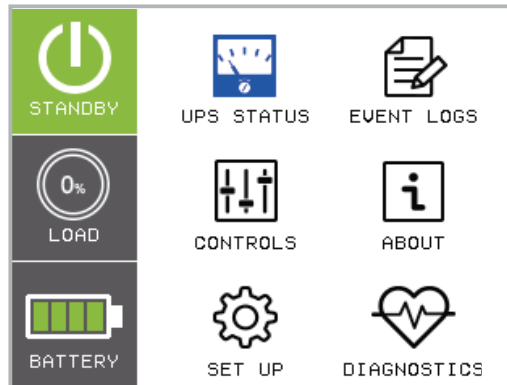 STANDBY
UPS STATUS
EVENT LOGS
0%
LOAD
CONTROLS
ABOUT
BATTERY
SET UP
DIAGNOSTICS